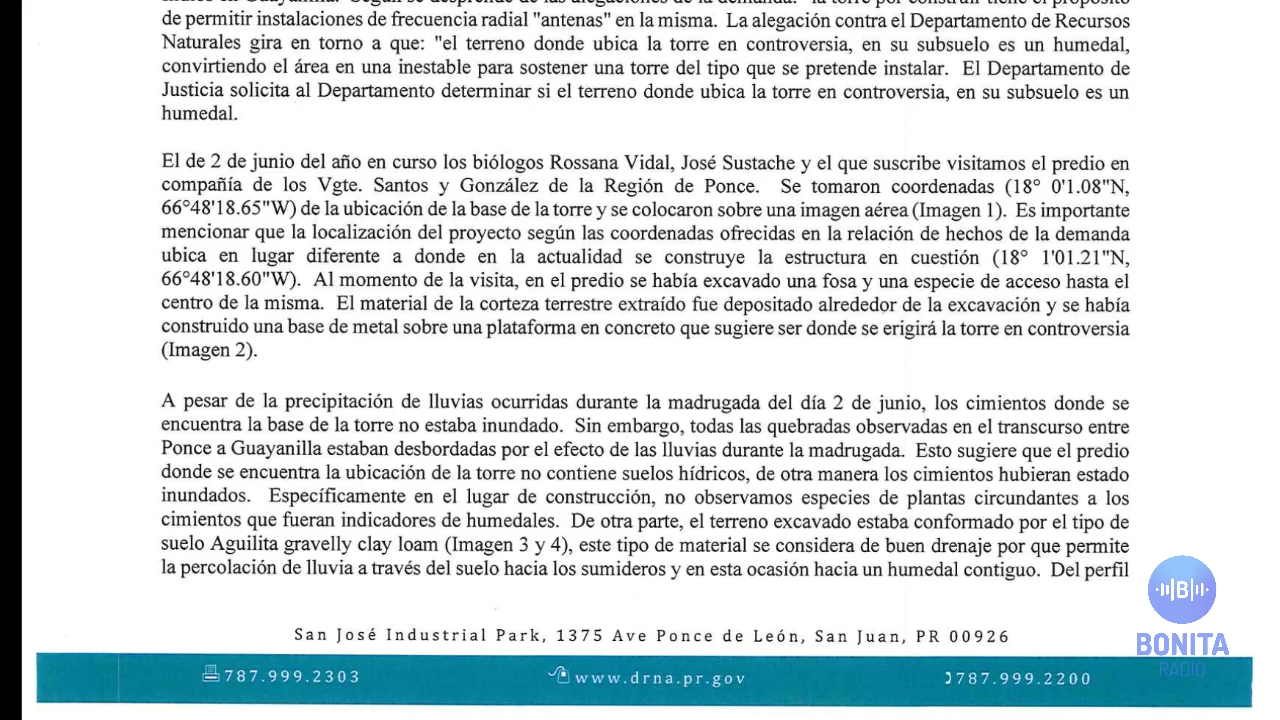 de permitir instalaciones de frecuencia radial "antenas" en la misma. La alegación contra el Departamento de Recursos
Naturales gira en torno a que: "el terreno donde ubica la torre en controversia, en su subsuelo es un humedal,
convirtiendo el área en una inestable para sostener una torre del tipo que se pretende instalar. El Departamento de
Justicia solicita al Departamento determinar si el terreno donde ubica la torre en controversia, en su subsuelo es un
humedal.
El de 2 de junio del año en curso los biólogos Rossana Vidal, José Sustache y el que suscribe visitamos el predio en
compañía de los Vgte. Santos y González de la Región de Ponce. Se tomaron coordenadas (18° 0'1.08"N,
66°48'18.65"W) de la ubicación de la base de la torre y se colocaron sobre una imagen aérea (Imagen 1). Es importante
mencionar que la localización del proyecto según las coordenadas ofrecidas en la relación de hechos de la demanda
ubica en lugar diferente a donde en la actualidad se construye la estructura en cuestión (18° 1'01.21"N,
66°48'18.60"W). Al momento de la visita, en el predio se había excavado una fosa y una especie de acceso hasta el
centro de la misma. El material de la corteza terrestre extraído fue depositado alrededor de la excavación y se había
construido una base de metal sobre una plataforma en concreto que sugiere ser donde se erigirá la torre en controversia
(Imagen 2).
A pesar de la precipitación de lluvias ocurridas durante la madrugada del día 2 de junio, los cimientos donde se
encuentra la base de la torre no estaba inundado. Sin embargo, todas las quebradas observadas en el transcurso entre
Ponce a Guayanilla estaban desbordadas por el efecto de las lluvias durante la madrugada. Esto sugiere que el predio
donde se encuentra la ubicación de la torre no contiene suelos hídricos, de otra manera los cimientos hubieran estado
inundados. Específicamente en el lugar de construcción, no observamos especies de plantas circundantes a los
cimientos que fueran indicadores de humedales. De otra parte, el terreno excavado estaba conformado por el tipo de
suelo Aguilita gravelly clay loam (Imagen 3 y 4), este tipo de material se considera de buen drenaje por que permite
la percolación de lluvia a través del suelo hacia los sumideros y en esta ocasión hacia un humedal contiguo. Del perfil
San José Industrial Park, 1375 Ave Ponce de León, San Juan, PR 00926
787.999.2303 www.drna.pr.gov 787.999.2200
B
BONITA
RADIO